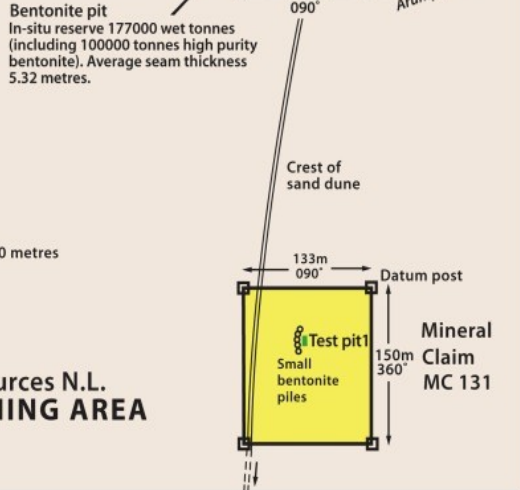 Bentonite pit
In-situ reserve 177000 wet tonnes
(including 100000 tonnes high purity
bentonite). Average seam thickness
5.32 metres.
090°
Crest of
sand dune
0 metres
133m
090°
Datum post
Test pit1
Small
bentonite
piles
150m
360°
Mineral
Claim
MC 131
urces N.L.
ING AREA